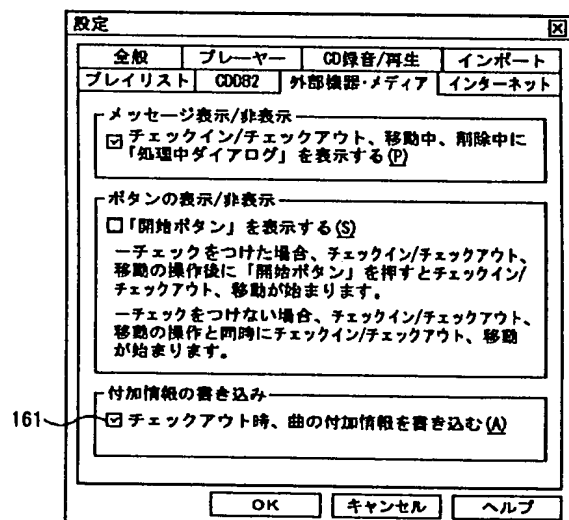 設定
全般 プレーヤー CD録音/再生 インポート
プレイリスト CDDB2 外部機器・メディア インターネット
メッセージ表示/非表示
チェックイン/チェックアウト、移動中、削除中に
「処理中ダイアログ」を表示する(P)
ボタンの表示/非表示
「開始ボタン」を表示する(S)
ーチェックをつけた場合、チェックイン/チェックアウト、
移動の操作後に「開始ボタン」を押すとチェックイン/
チェックアウト、移動が始まります。
ーチェックをつけない場合、チェックイン/チェックアウト、
移動の操作と同時にチェックイン/チェックアウト、移動
が始まります。
付加情報の書き込み
161 チェックアウト時、曲の付加情報を書き込む(A)
OK キャンセル ヘルプ